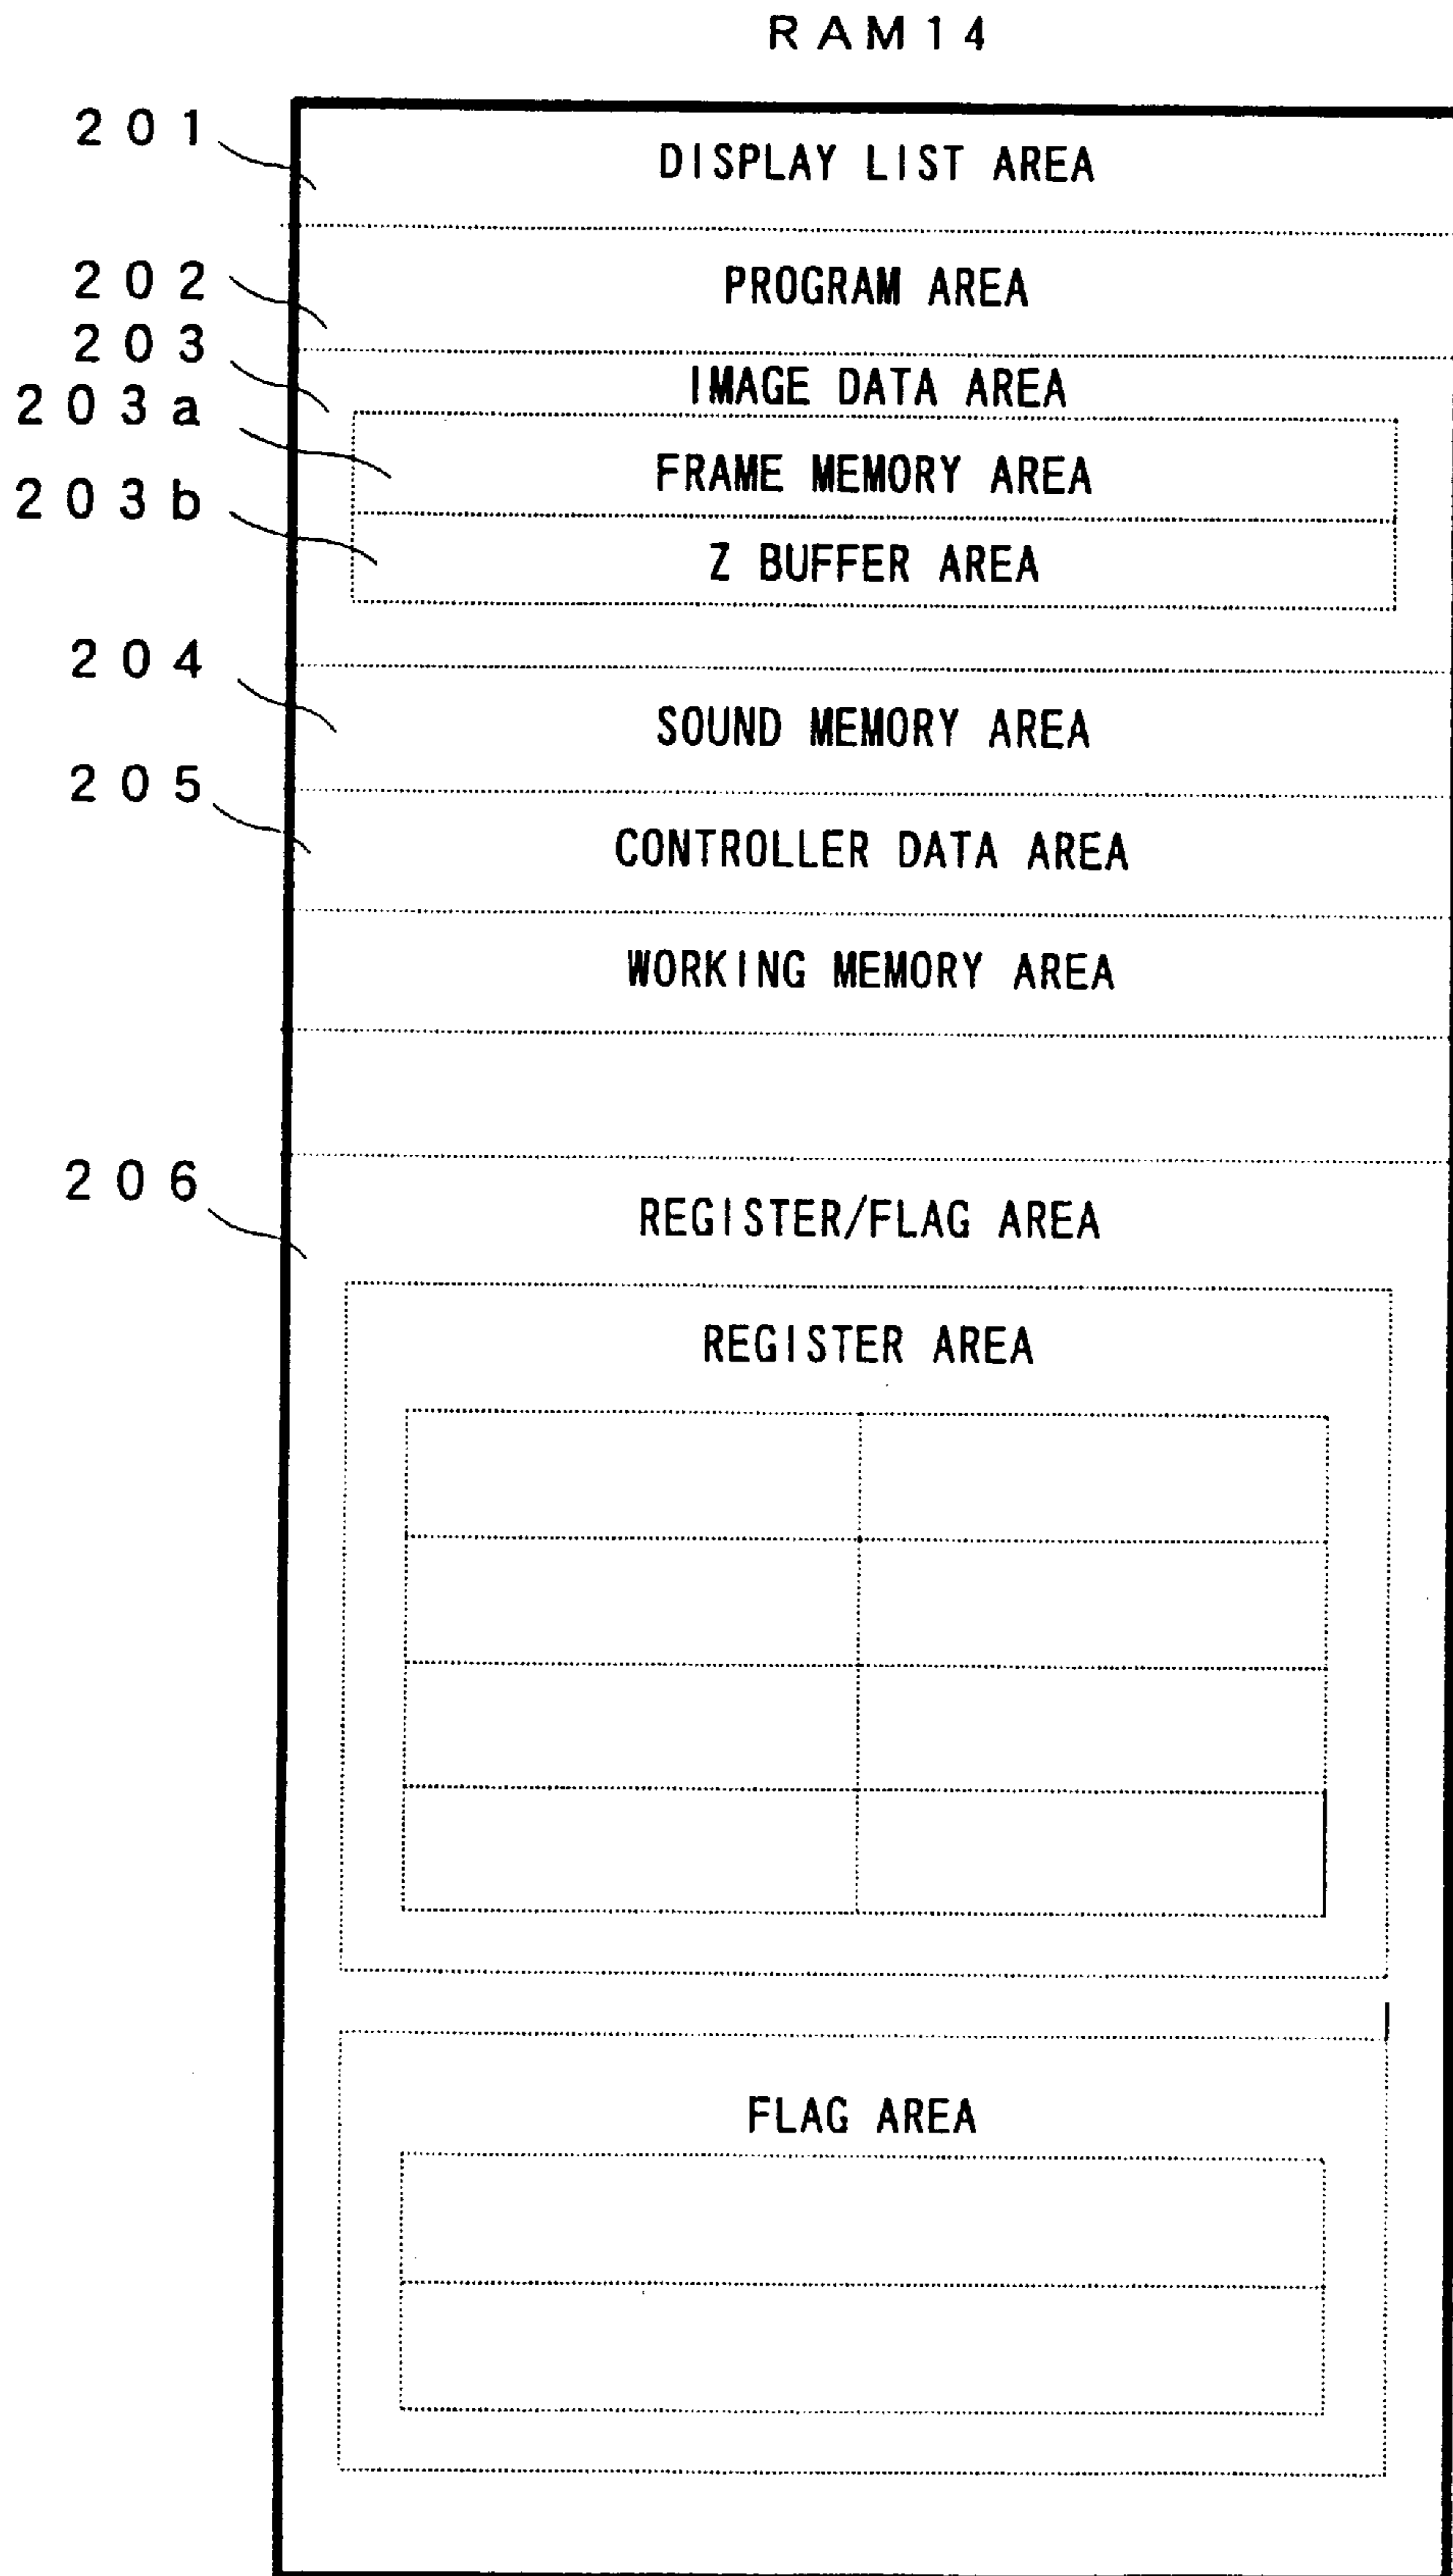 RAM14
201
DISPLAY LIST AREA
202
PROGRAM AREA
203
IMAGE DATA AREA
203a
FRAME MEMORY AREA
203b
Z BUFFER AREA
204
SOUND MEMORY AREA
205
CONTROLLER DATA AREA
WORKING MEMORY AREA
206
REGISTER/FLAG AREA
REGISTER AREA
FLAG AREA